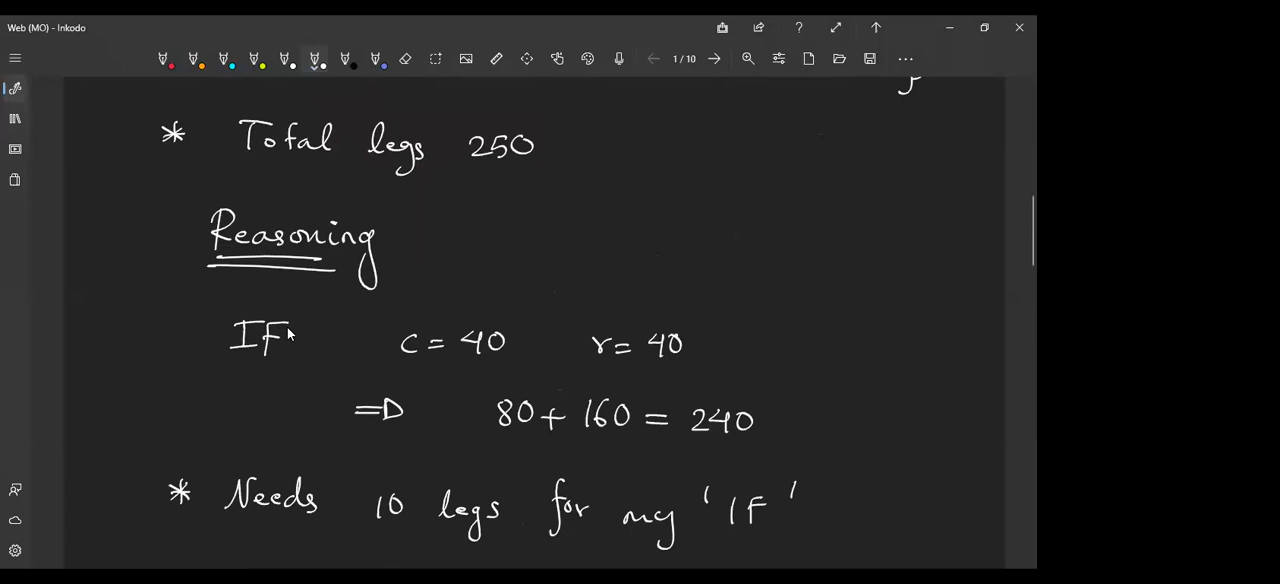 Web (MO) - Inkodo
1 / 10
* Total legs 250
Reasoning
IF c = 40 r = 40
=D 80 + 160 = 240
* Needs 10 legs for my 'IF'